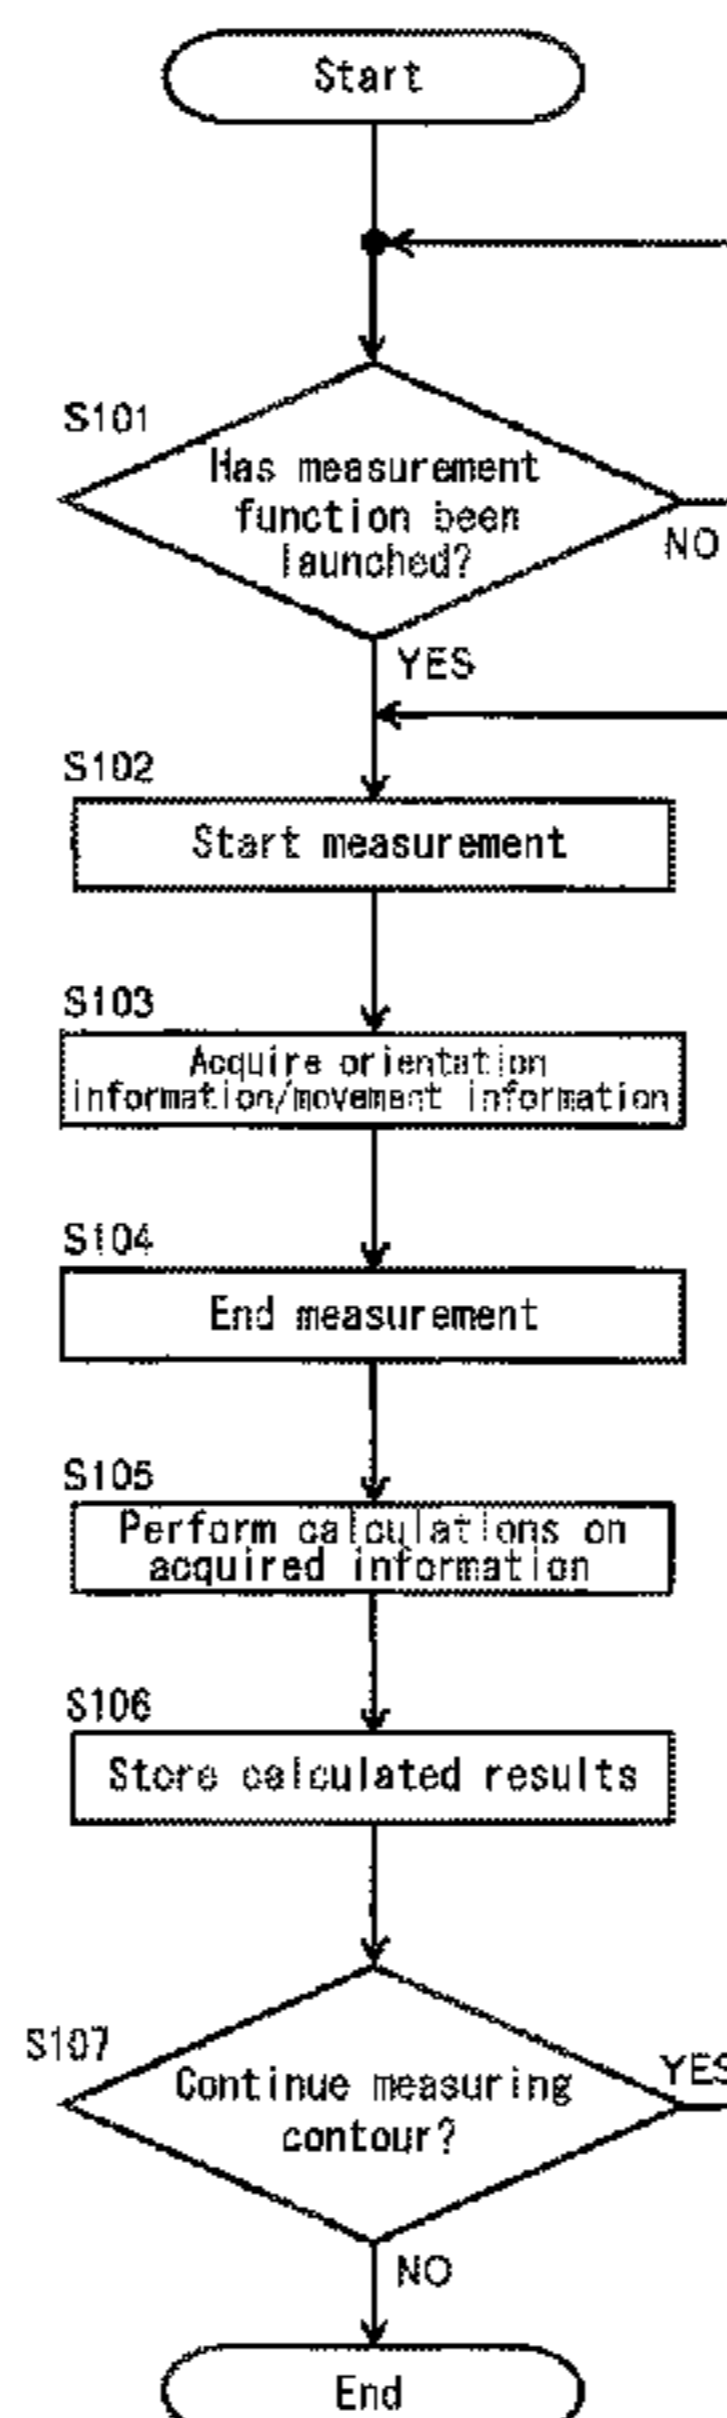 Start
S101
Has measurement
function been
launched?
NO
YES
S102
Start measurement
S103
Acquire orientation
information/movement information
S104
End measurement
S105
Perform calculations on
acquired information
S106
Store calculated results
S107
Continue measuring
contour?
YES
NO
End